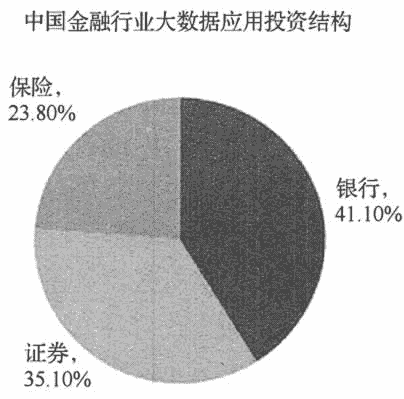 中国金融行业大数据应用投资结构
保险，
23.80%
银行，
41.10%
证券，
35.10%